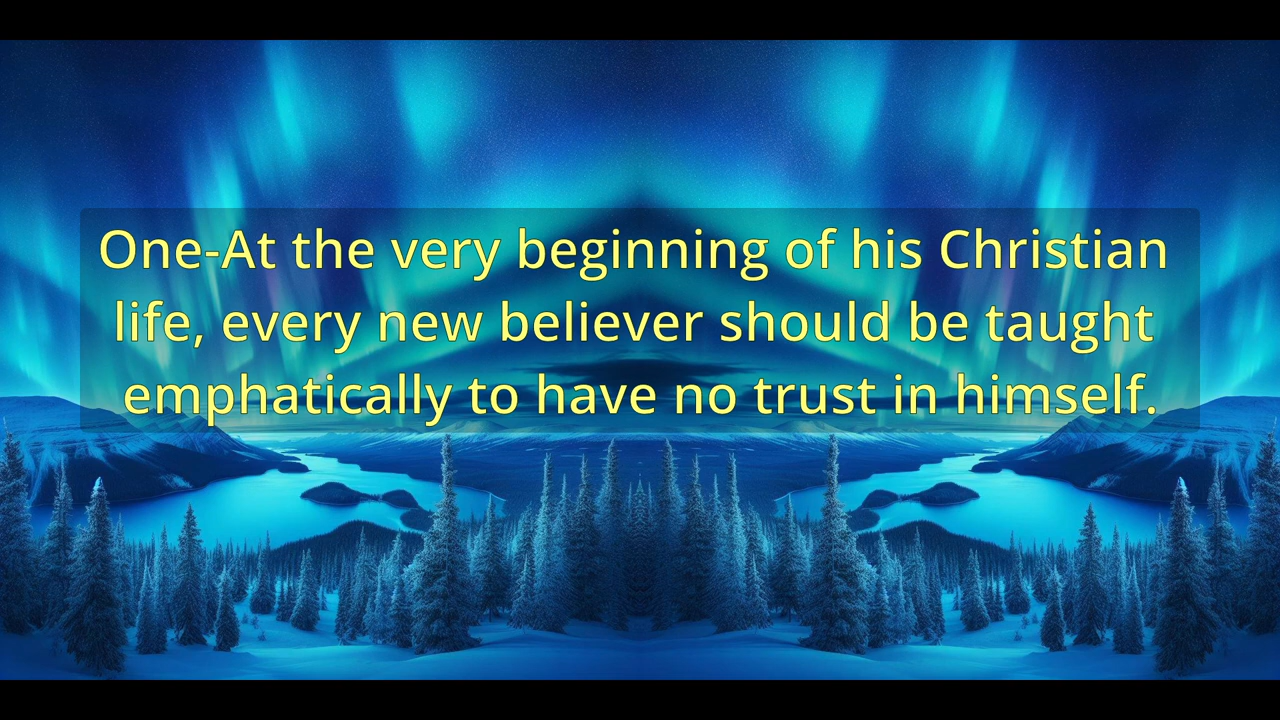 One-At the very beginning of his Christian
life, every new believer should be taught
emphatically to have no trust in himself.